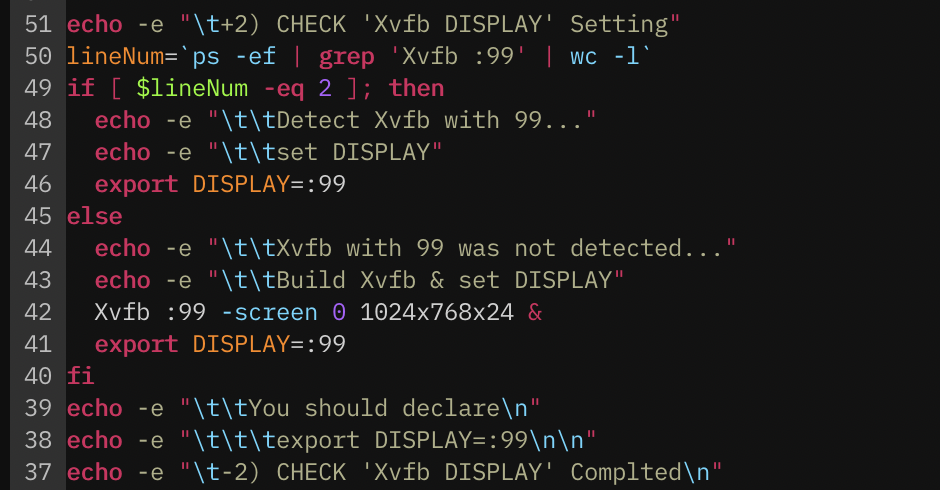 51 echo -e "\t+2) CHECK 'Xvfb DISPLAY' Setting"
50 lineNum=`ps -ef | grep 'Xvfb :99' | wc -l`
49 if [ $lineNum -eq 2 ]; then
48   echo -e "\t\tDetect Xvfb with 99..."
47   echo -e "\t\tset DISPLAY"
46   export DISPLAY=:99
45 else
44   echo -e "\t\tXvfb with 99 was not detected..."
43   echo -e "\t\tBuild Xvfb & set DISPLAY"
42   Xvfb :99 -screen 0 1024x768x24 &
41   export DISPLAY=:99
40 fi
39 echo -e "\t\tYou should declare\n"
38 echo -e "\t\t\texport DISPLAY=:99\n\n"
37 echo -e "\t-2) CHECK 'Xvfb DISPLAY' Complted\n"